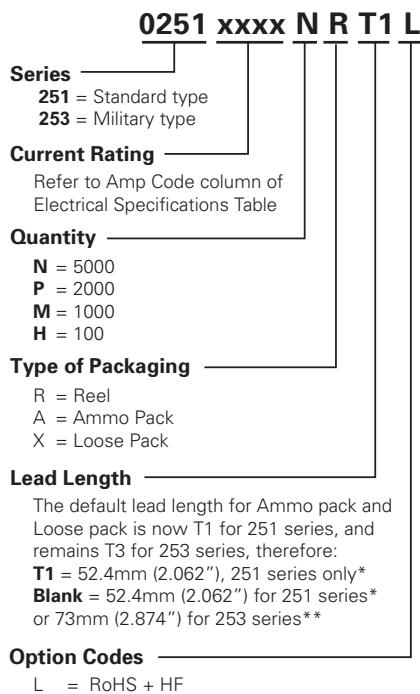 0251 xxxx N R T1 L
Series
251 = Standard type
253 = Military type
Current Rating
Refer to Amp Code column of
Electrical Specifications Table
Quantity
N = 5000
P = 2000
M = 1000
H = 100
Type of Packaging
R = Reel
A = Ammo Pack
X = Loose Pack
Lead Length
The default lead length for Ammo pack and
Loose pack is now T1 for 251 series, and
remains T3 for 253 series, therefore:
T1 = 52.4mm (2.062”), 251 series only*
Blank = 52.4mm (2.062”) for 251 series*
or 73mm (2.874”) for 253 series**
Option Codes
L = RoHS + HF